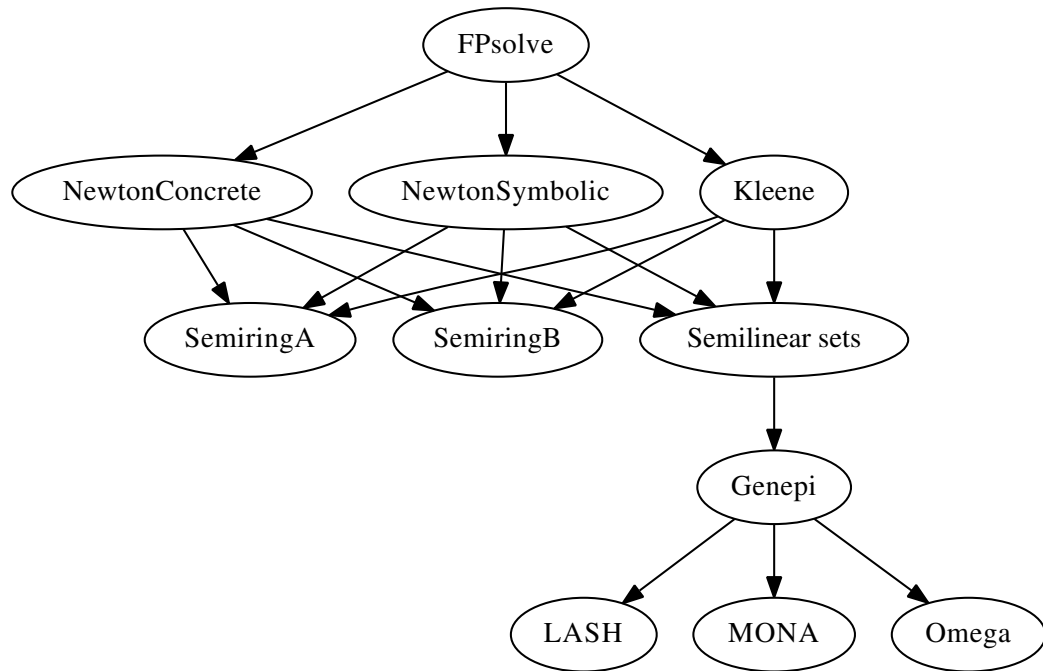 FPsolve
NewtonConcrete
NewtonSymbolic
Kleene
SemiringA
SemiringB
Semilinear sets
Genepi
LASH
MONA
Omega